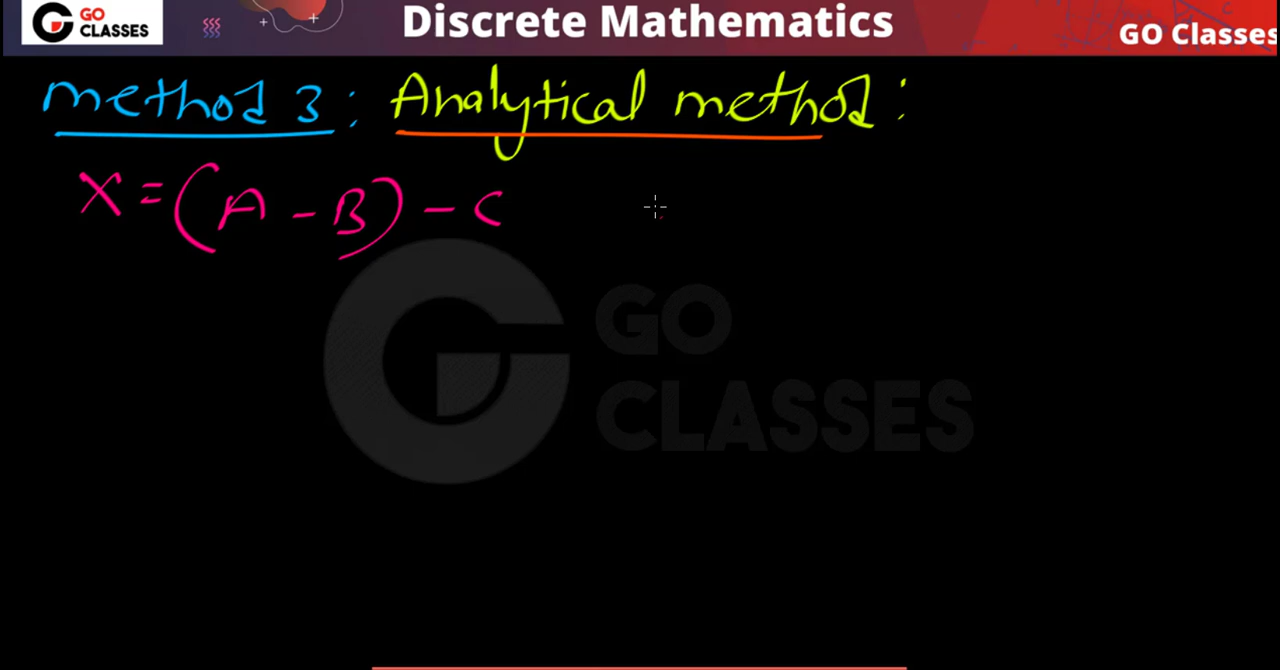 GO
CLASSES
Discrete Mathematics
GO Classes
method 3 : Analytical method :
X = (A - B) - C
GO
CLASSES